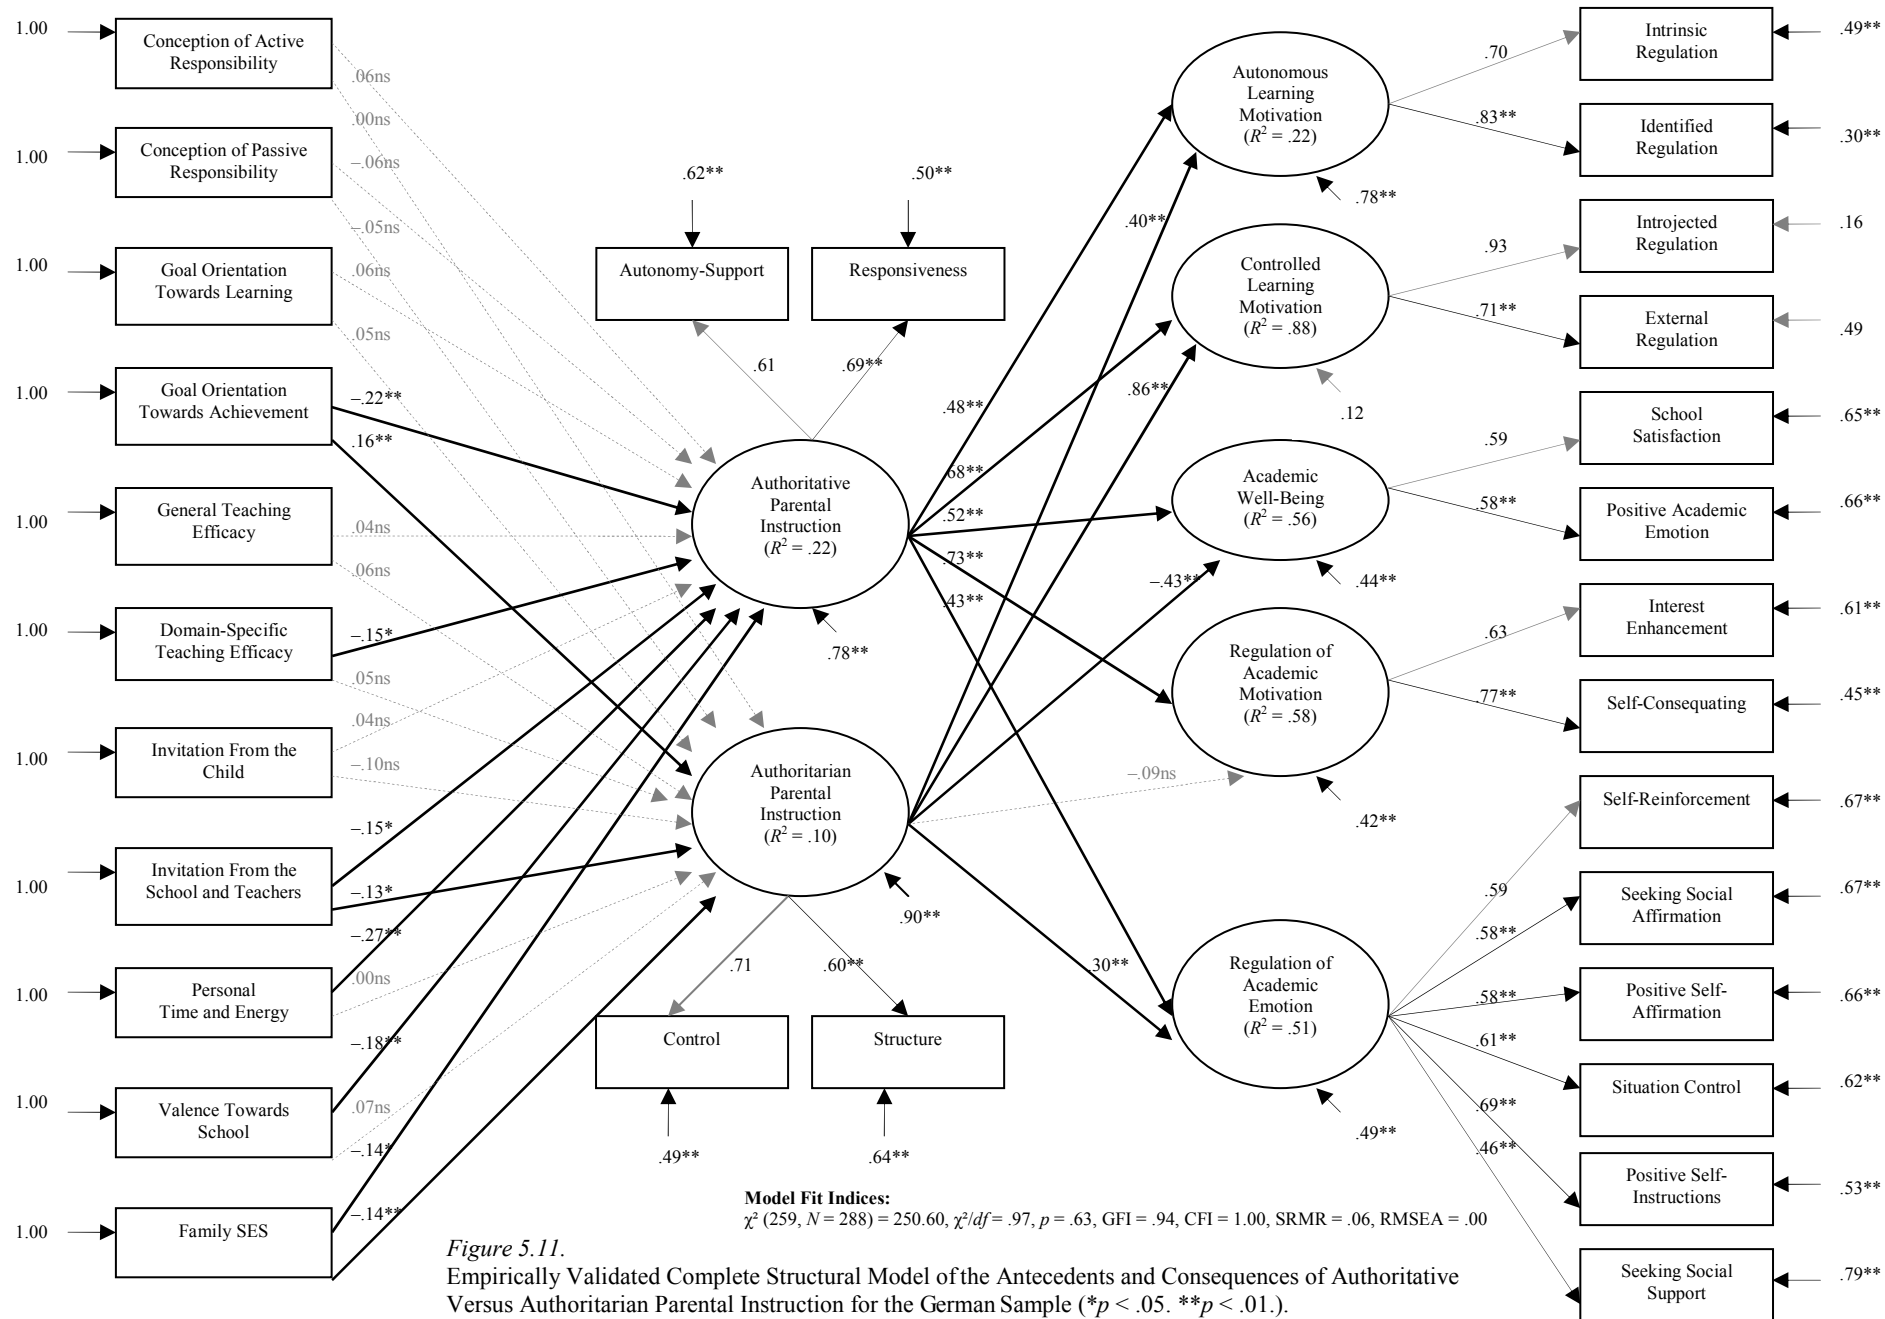 1.00
Conception of Active
Responsibility
1.00
Conception of Passive
Responsibility
1.00
Goal Orientation
Towards Learning
1.00
Goal Orientation
Towards Achievement
1.00
General Teaching
Efficacy
1.00
Domain-Specific
Teaching Efficacy
1.00
Invitation From the
Child
1.00
Invitation From the
School and Teachers
1.00
Personal
Time and Energy
1.00
Valence Towards
School
1.00
Family SES
.06ns
.00ns
–.06ns
–.05ns
.06ns
.05ns
–.22**
.16**
.04ns
.06ns
–.15*
.05ns
.04ns
–.10ns
–.15*
–.13*
–.27**
.00ns
–.18**
.07ns
–.14*
–.14**
.62**
.50**
Autonomy-Support
Responsiveness
.61
.69**
Authoritative
Parental
Instruction
(R² = .22)
.78**
Authoritarian
Parental
Instruction
(R² = .10)
.90**
.71
.60**
Control
Structure
.49**
.64**
.40**
.86**
.48**
.68**
.52**
.73**
.43**
–.43**
–.09ns
.30**
Autonomous
Learning
Motivation
(R² = .22)
.78**
Controlled
Learning
Motivation
(R² = .88)
.12
Academic
Well-Being
(R² = .56)
.44**
Regulation of
Academic
Motivation
(R² = .58)
.42**
Regulation of
Academic
Emotion
(R² = .51)
.49**
.70
.83**
.93
.71**
.59
.58**
.63
.77**
.59
.58**
.58**
.61**
.69**
.46**
Intrinsic
Regulation
.49**
Identified
Regulation
.30**
Introjected
Regulation
.16
External
Regulation
.49
School
Satisfaction
.65**
Positive Academic
Emotion
.66**
Interest
Enhancement
.61**
Self-Consequating
.45**
Self-Reinforcement
.67**
Seeking Social
Affirmation
.67**
Positive Self-
Affirmation
.66**
Situation Control
.62**
Positive Self-
Instructions
.53**
Seeking Social
Support
.79**
Model Fit Indices:
χ² (259, N = 288) = 250.60, χ²/df = .97, p = .63, GFI = .94, CFI = 1.00, SRMR = .06, RMSEA = .00
Figure 5.11.
Empirically Validated Complete Structural Model of the Antecedents and Consequences of Authoritative
Versus Authoritarian Parental Instruction for the German Sample (*p < .05. **p < .01.).